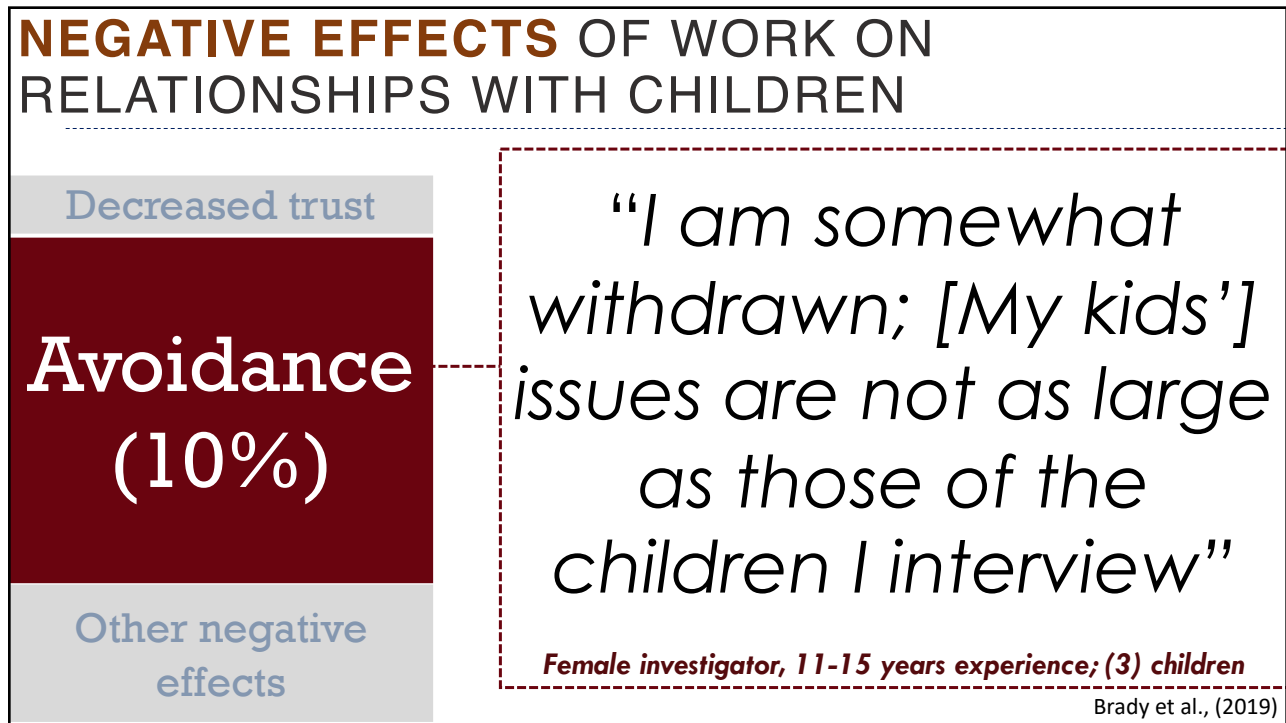 NEGATIVE EFFECTS OF WORK ON
RELATIONSHIPS WITH CHILDREN
Decreased trust
Avoidance
(10%)
Other negative
effects
“I am somewhat
withdrawn; [My kids’]
issues are not as large
as those of the
children I interview”
Female investigator, 11-15 years experience; (3) children
Brady et al., (2019)